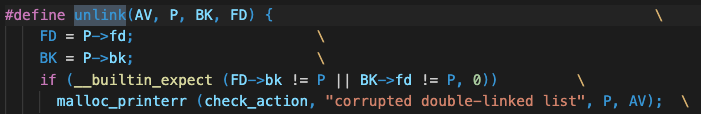 #define unlink(AV, P, BK, FD) { \
FD = P->fd; \
BK = P->bk; \
if (__builtin_expect (FD->bk != P || BK->fd != P, 0)) \
malloc_printerr (check_action, "corrupted double-linked list", P, AV); \